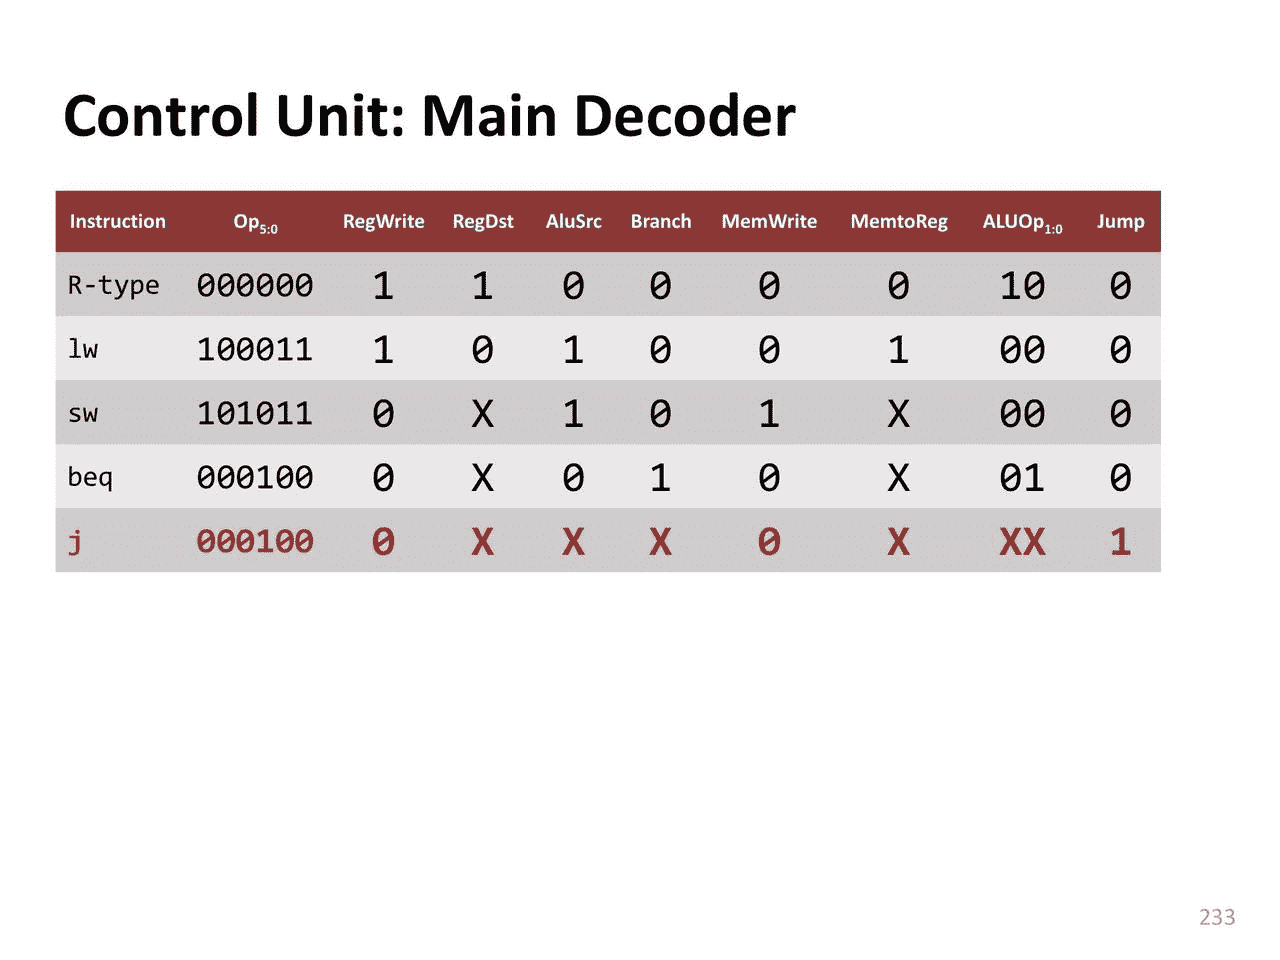 Control Unit: Main Decoder
Instruction Op5:0 RegWrite RegDst AluSrc Branch MemWrite MemtoReg ALUOp1:0 Jump
R-type 000000 1 1 0 0 0 0 10 0
lw 100011 1 0 1 0 0 1 00 0
sw 101011 0 X 1 0 1 X 00 0
beq 000100 0 X 0 1 0 X 01 0
j 000100 0 X X X 0 X XX 1
233